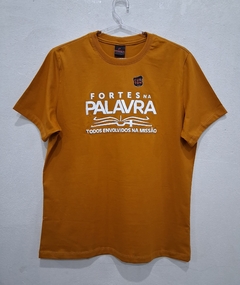 FORTES NA
PALAVRA
TODOS ENVOLVIDOS NA MISSÃO